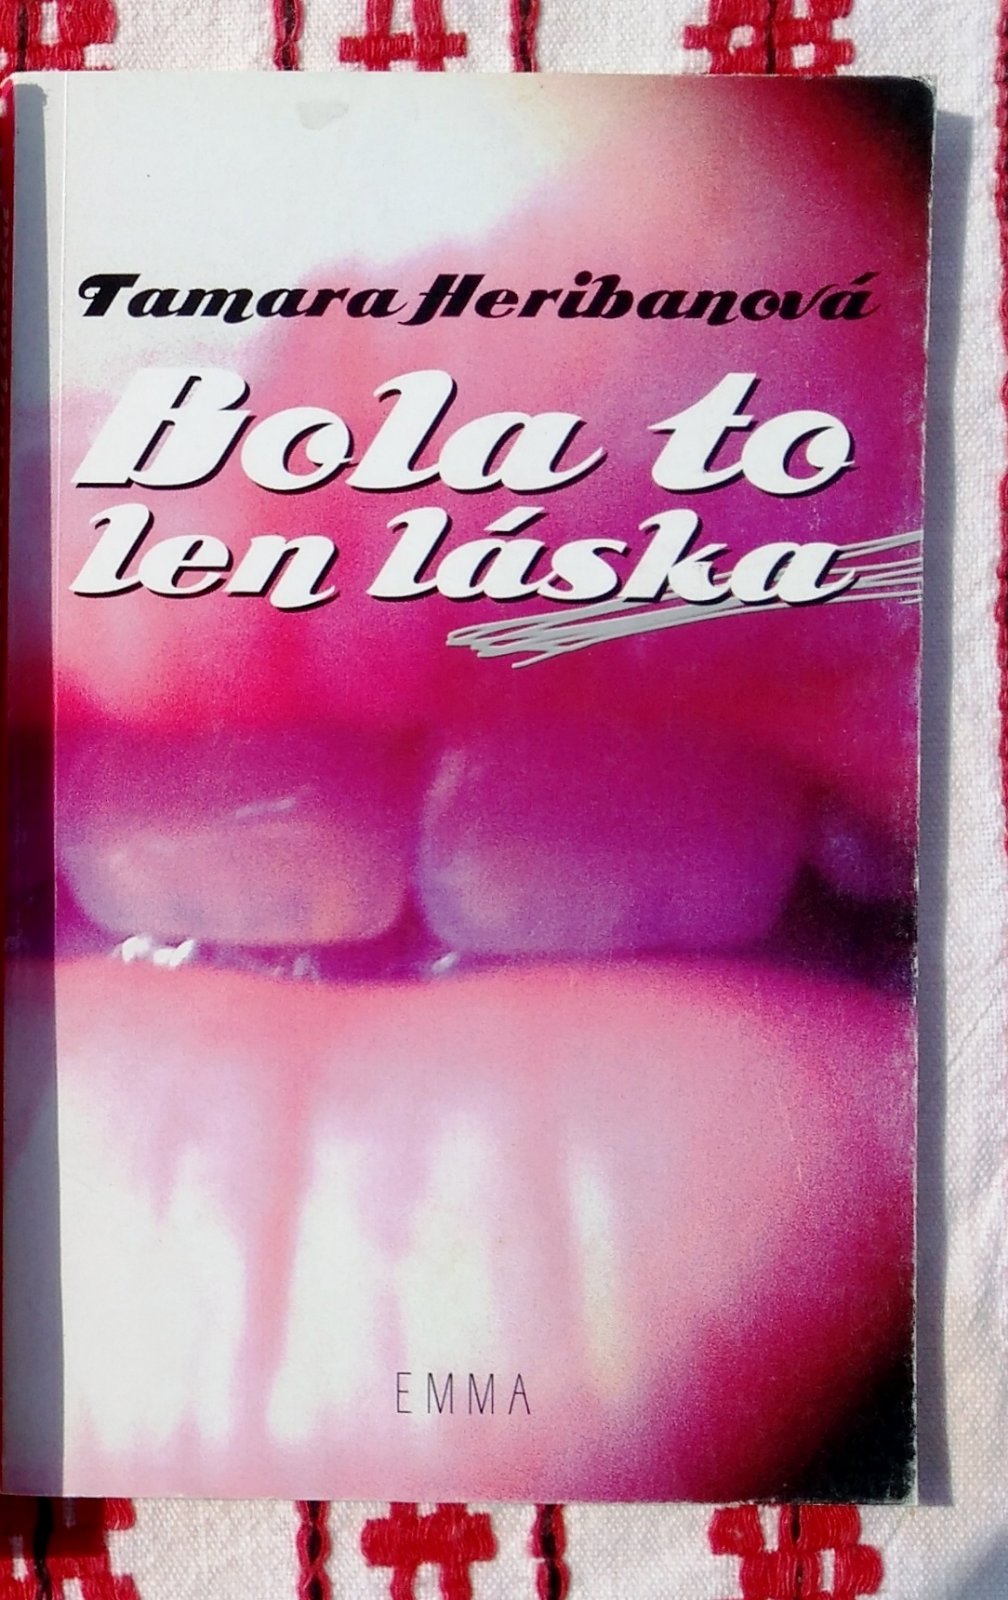 Tamara Heribanová
Bola to
len láska
EMMA